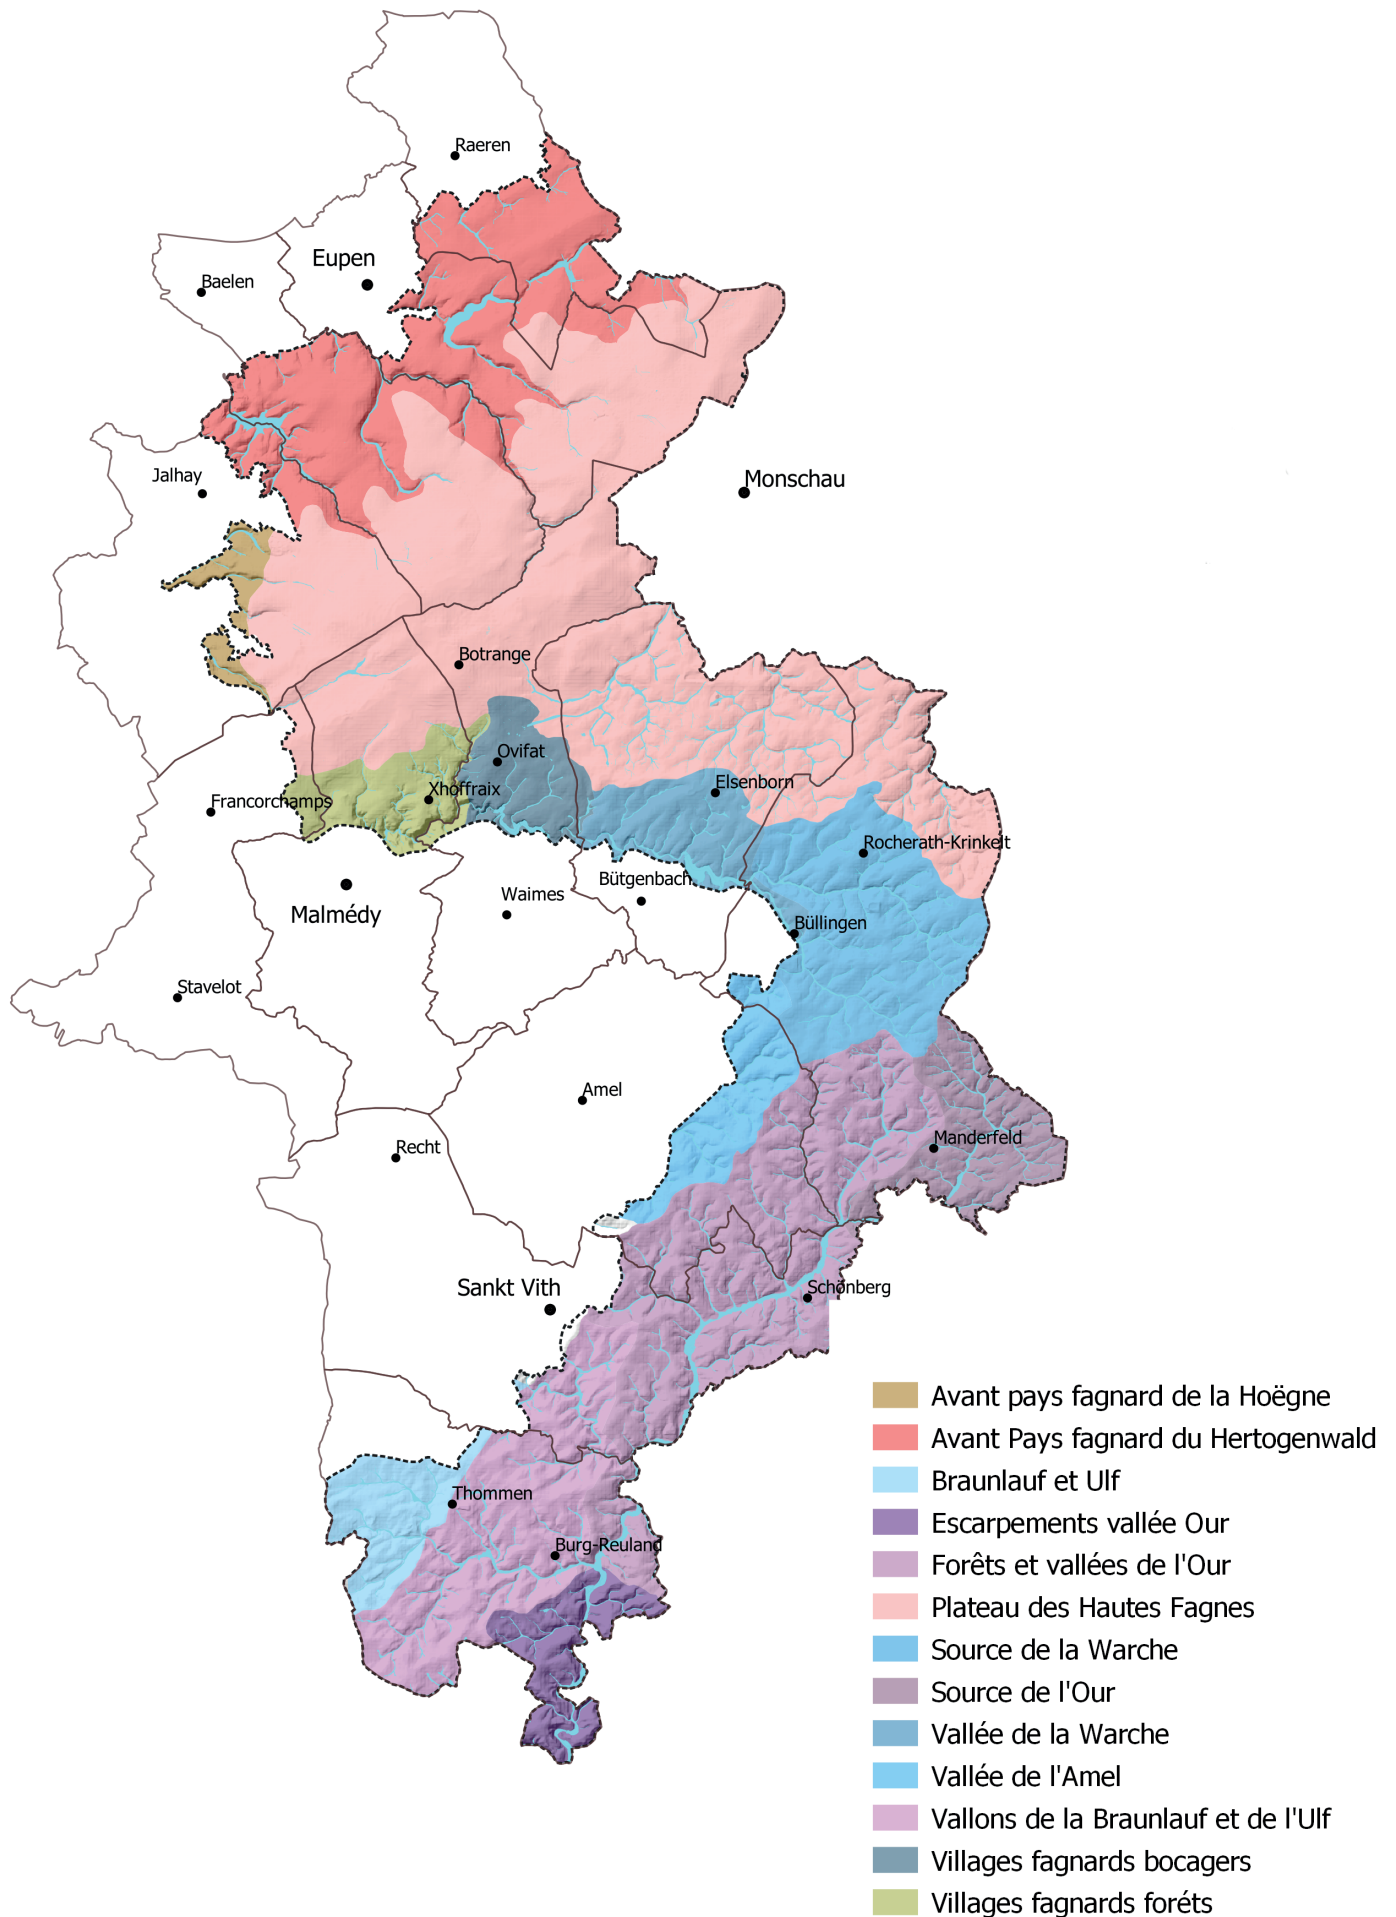 Raeren
Eupen
Baelen
Jalhay
Monschau
Botrange
Ovifat
Xhoffraix
Elsenborn
Francorchamps
Rocherath-Krinkelt
Bütgenbach
Waimes
Malmédy
Büllingen
Stavelot
Amel
Recht
Manderfeld
Sankt Vith
Schönberg
Thommen
Burg-Reuland
Avant pays fagnard de la Hoëgne
Avant Pays fagnard du Hertogenwald
Braunlauf et Ulf
Escarpements vallée Our
Forêts et vallées de l'Our
Plateau des Hautes Fagnes
Source de la Warche
Source de l'Our
Vallée de la Warche
Vallée de l'Amel
Vallons de la Braunlauf et de l'Ulf
Villages fagnards bocagers
Villages fagnards foréts